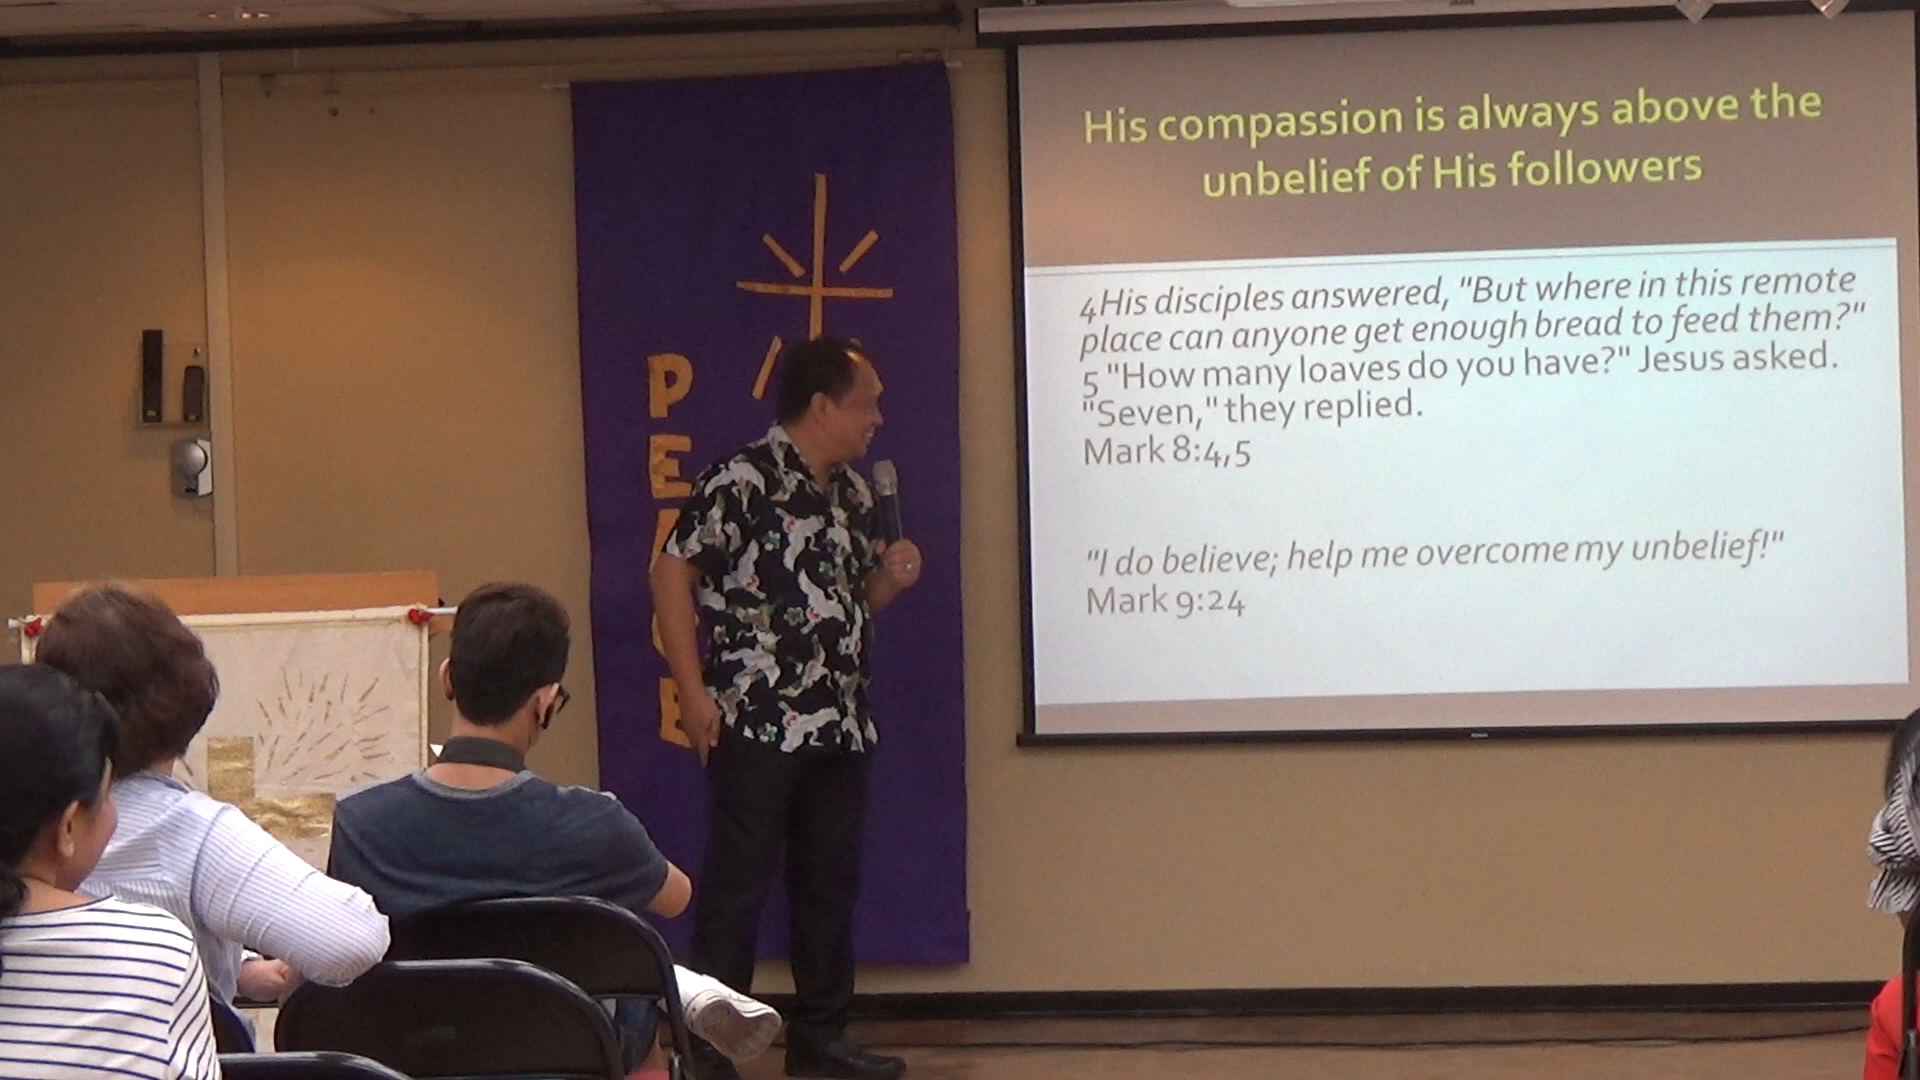 His compassion is always above the
unbelief of His followers
4His disciples answered, "But where in this remote
place can anyone get enough bread to feed them?"
5 "How many loaves do you have?" Jesus asked.
"Seven," they replied.
Mark 8:4,5
"I do believe; help me overcome my unbelief!"
Mark 9:24
PEACE